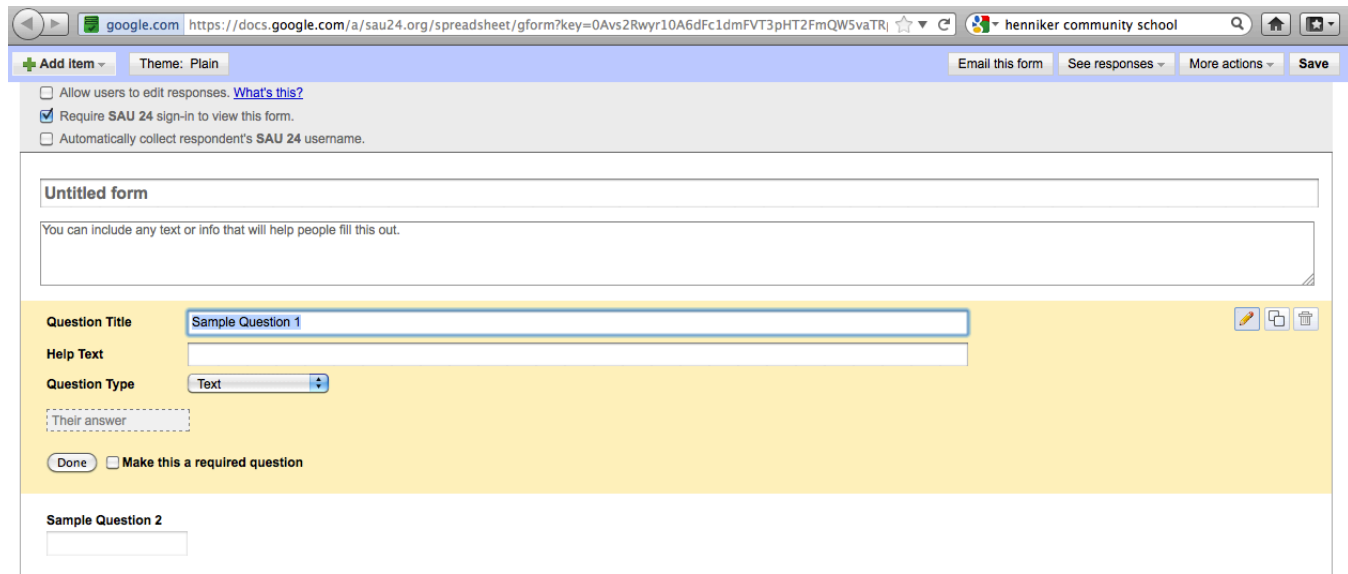 google.com https://docs.google.com/a/sau24.org/spreadsheet/gform?key=0Avs2Rwyr10A6dFc1dmFVT3pHT2FmQW5vaTR henniker community school
Add item Theme: Plain Email this form See responses More actions Save
Allow users to edit responses. What's this?
Require SAU 24 sign-in to view this form.
Automatically collect respondent's SAU 24 username.
Untitled form
You can include any text or info that will help people fill this out.
Question Title Sample Question 1
Help Text
Question Type Text
Their answer
Done Make this a required question
Sample Question 2